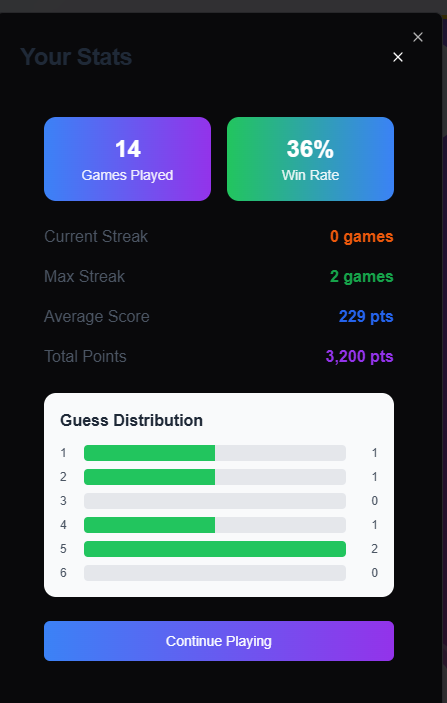 Your Stats
14
Games Played
36%
Win Rate
Current Streak 0 games
Max Streak 2 games
Average Score 229 pts
Total Points 3,200 pts
Guess Distribution
1 1
2 1
3 0
4 1
5 2
6 0
Continue Playing